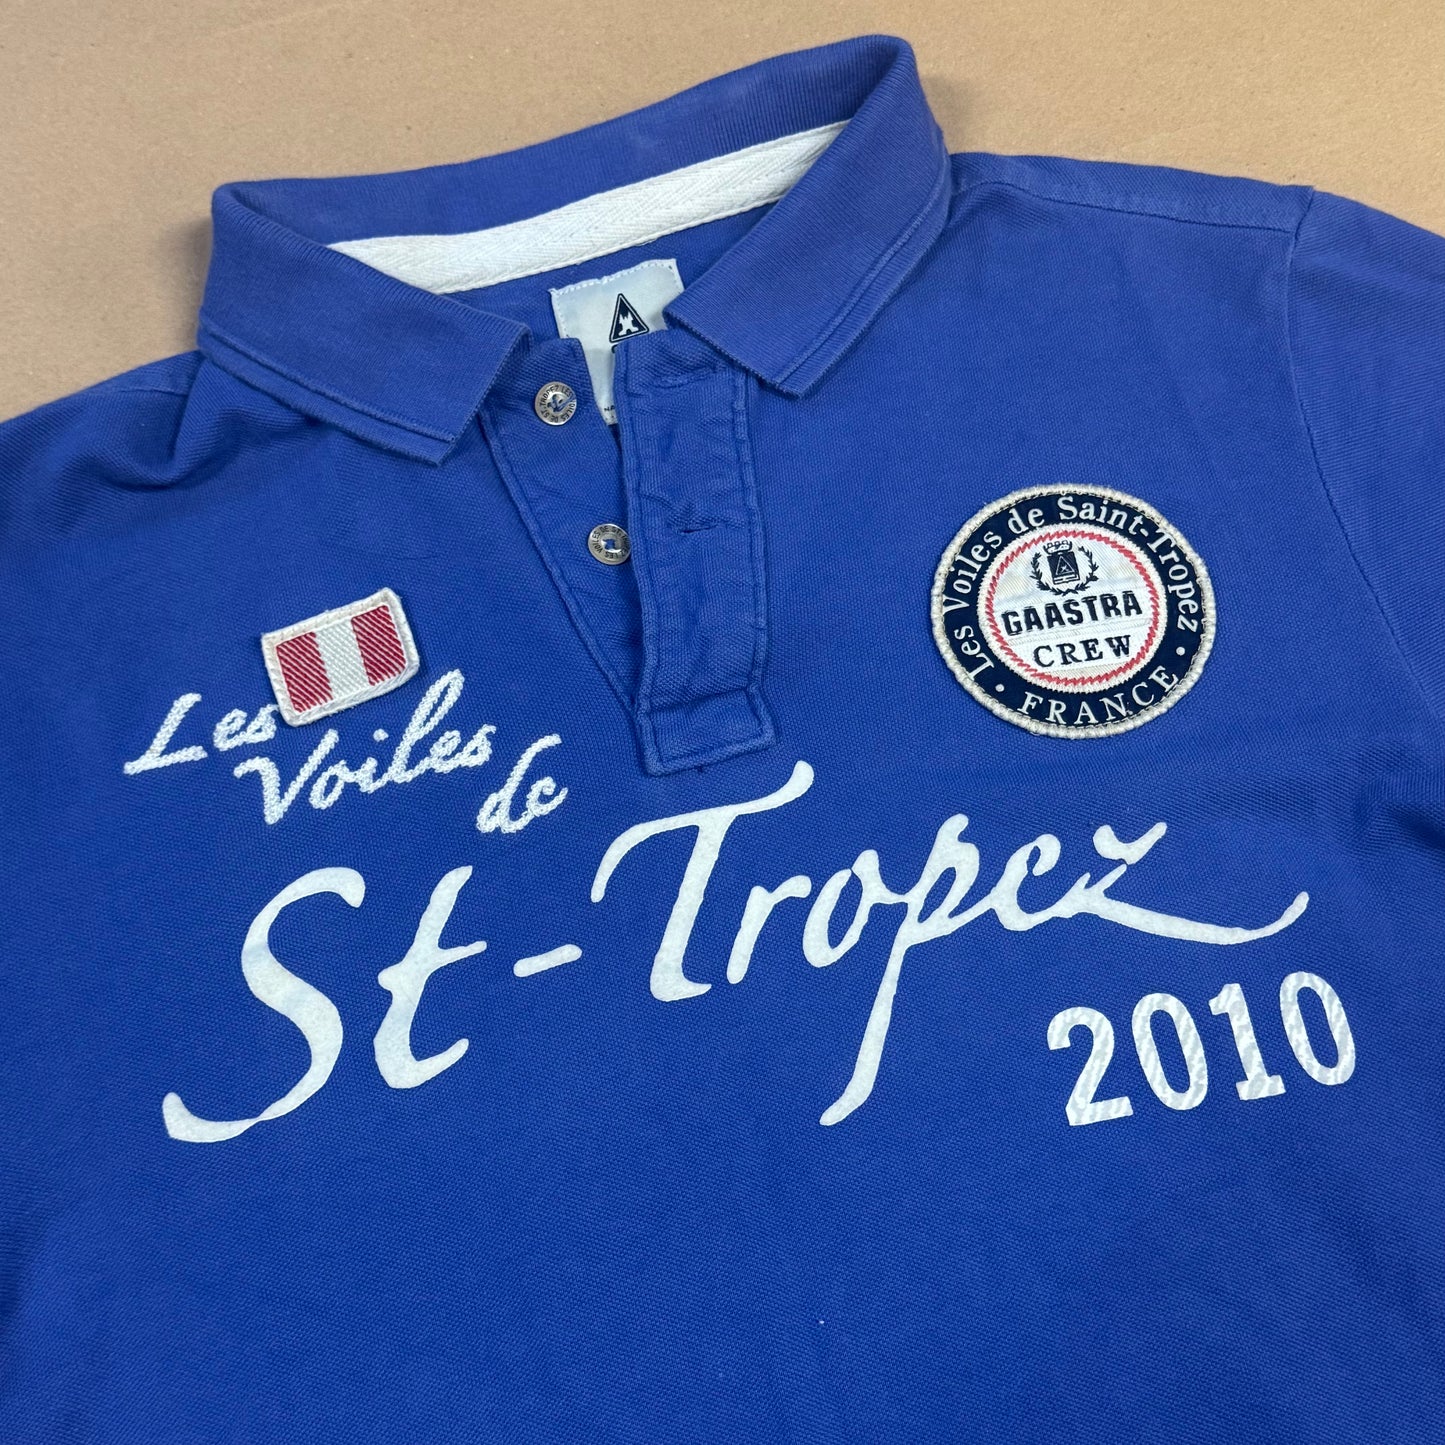 Les
Voiles
de
St-Tropez
2010
Les Voiles de Saint-Tropez
GAASTRA
CREW
• FRANCE •